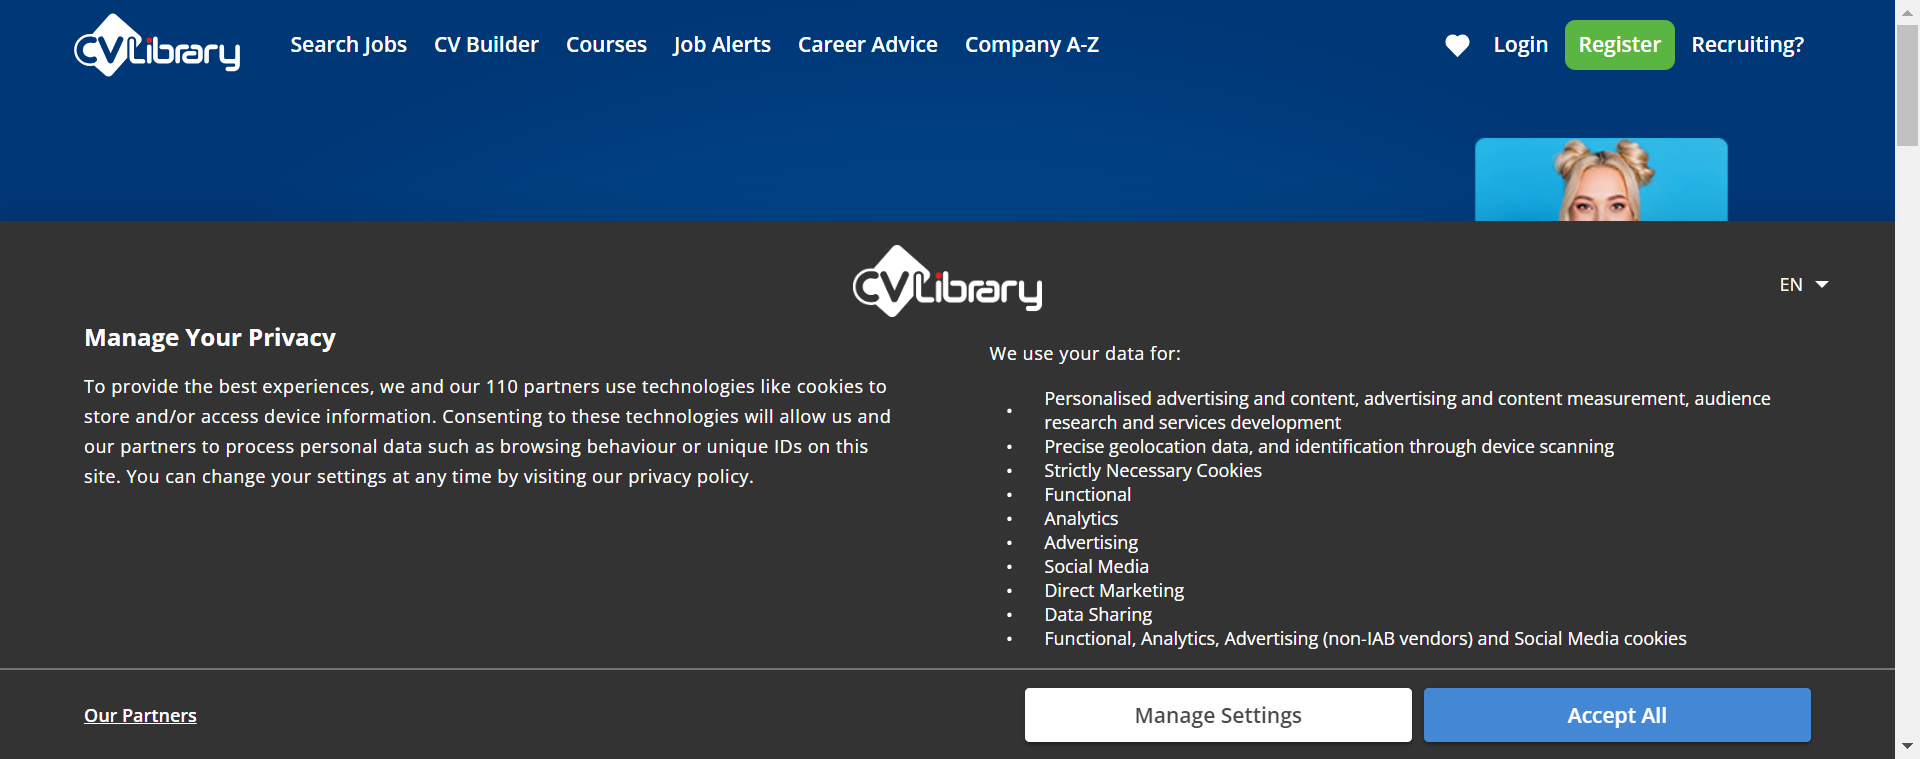 CVLibrary
Search Jobs
CV Builder
Courses
Job Alerts
Career Advice
Company A-Z
Login
Register
Recruiting?
CVLibrary
EN
Manage Your Privacy
To provide the best experiences, we and our 110 partners use technologies like cookies to
store and/or access device information. Consenting to these technologies will allow us and
our partners to process personal data such as browsing behaviour or unique IDs on this
site. You can change your settings at any time by visiting our privacy policy.
We use your data for:
• Personalised advertising and content, advertising and content measurement, audience
research and services development
• Precise geolocation data, and identification through device scanning
• Strictly Necessary Cookies
• Functional
• Analytics
• Advertising
• Social Media
• Direct Marketing
• Data Sharing
• Functional, Analytics, Advertising (non-IAB vendors) and Social Media cookies
Our Partners
Manage Settings
Accept All